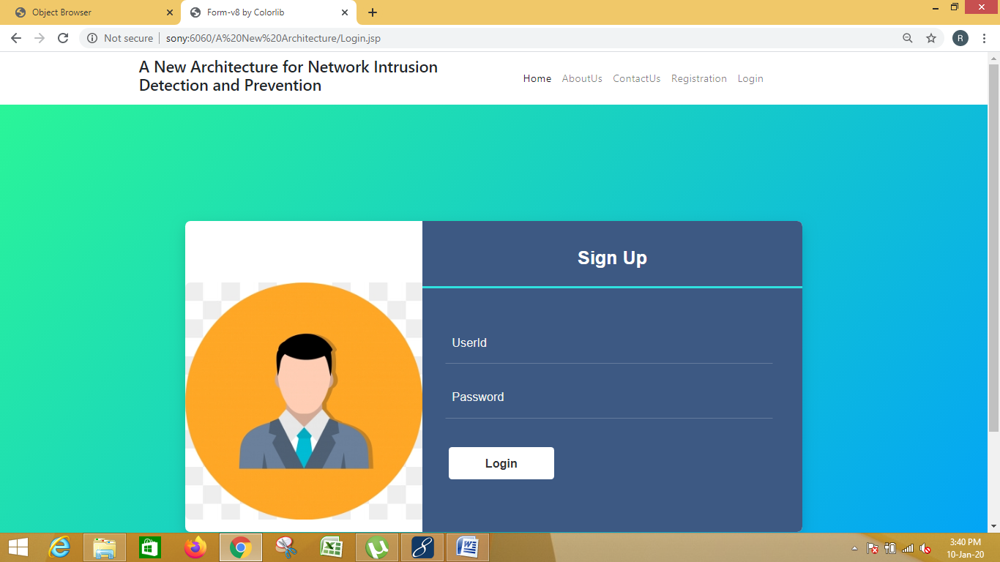 Object Browser
Form-v8 by Colorlib
Not secure
sony:6060/A%20New%20Architecture/Login.jsp
R
A New Architecture for Network Intrusion
Detection and Prevention
Home AboutUs ContactUs Registration Login
Sign Up
UserId
Password
Login
3:40 PM
10-Jan-20